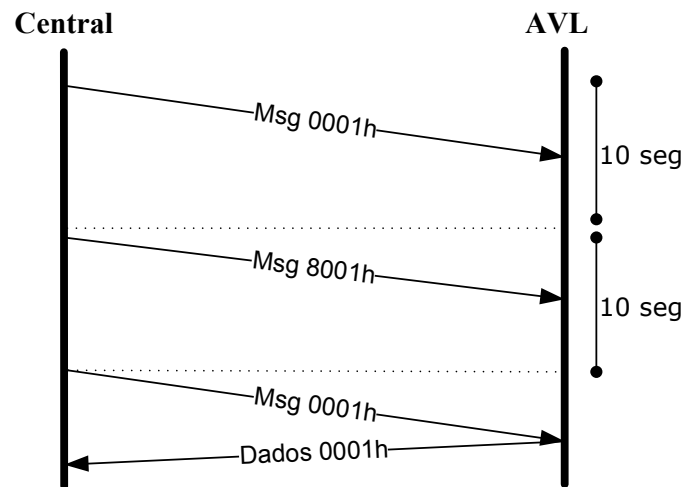 Central
AVL
Msg 0001h
10 seg
Msg 8001h
10 seg
Msg 0001h
Dados 0001h